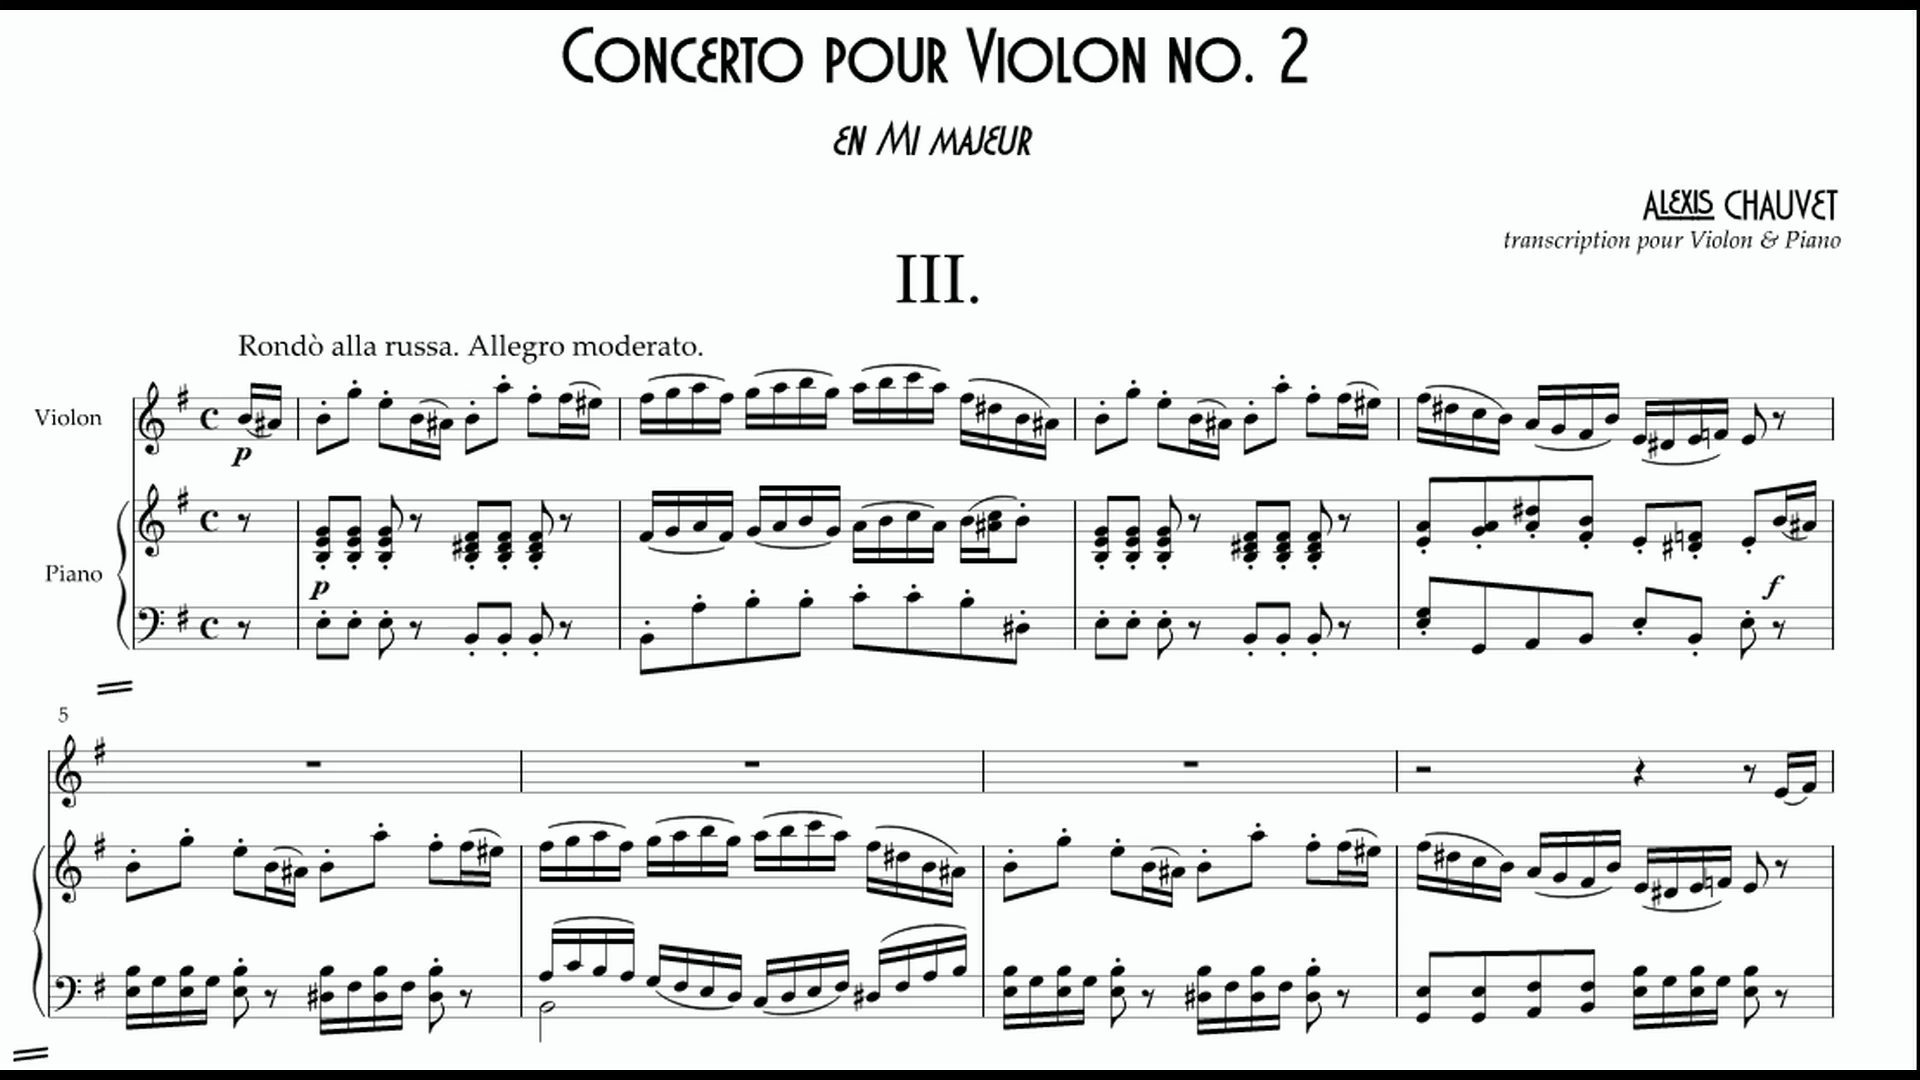 CONCERTO POUR VIOLON NO. 2
EN MI MAJEUR
ALEXIS CHAUVET
transcription pour Violon & Piano
III.
Rondò alla russa. Allegro moderato.
Violon
p
Piano
p
f
5